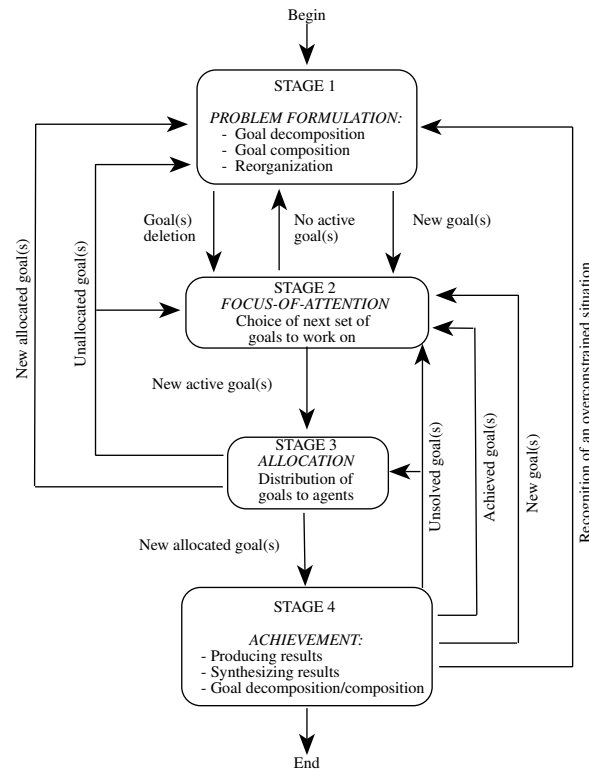 Begin
STAGE 1
PROBLEM FORMULATION:
- Goal decomposition
- Goal composition
- Reorganization
Goal(s)
deletion
No active
goal(s)
New goal(s)
STAGE 2
FOCUS-OF-ATTENTION
Choice of next set of
goals to work on
New allocated goal(s)
Unallocated goal(s)
New active goal(s)
STAGE 3
ALLOCATION
Distribution of
goals to agents
Unsolved goal(s)
Achieved goal(s)
New goal(s)
Recognition of an overconstrained situation
New allocated goal(s)
STAGE 4
ACHIEVEMENT:
- Producing results
- Synthesizing results
- Goal decomposition/composition
End